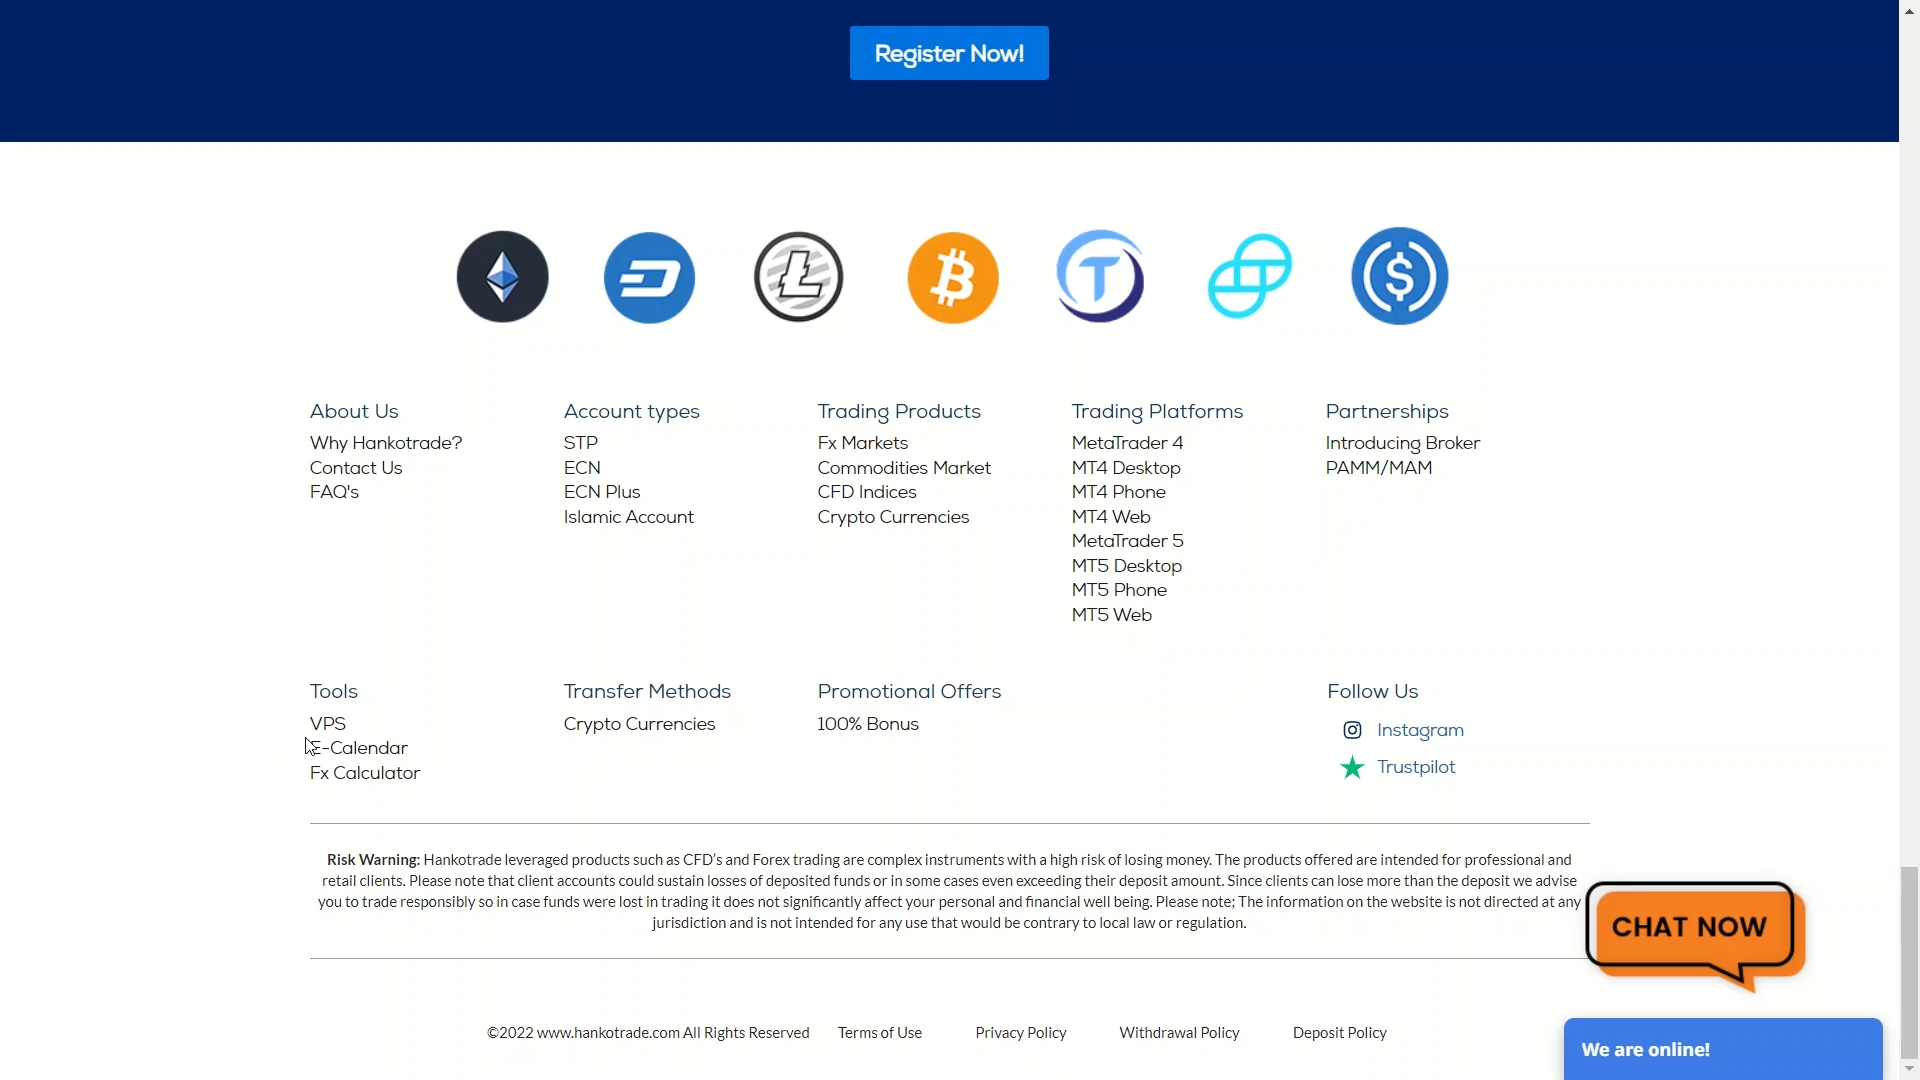 Register Now!
About Us
Why Hankotrade?
Contact Us
FAQ's
Account types
STP
ECN
ECN Plus
Islamic Account
Trading Products
Fx Markets
Commodities Market
CFD Indices
Crypto Currencies
Trading Platforms
MetaTrader 4
MT4 Desktop
MT4 Phone
MT4 Web
MetaTrader 5
MT5 Desktop
MT5 Phone
MT5 Web
Partnerships
Introducing Broker
PAMM/MAM
Tools
VPS
E-Calendar
Fx Calculator
Transfer Methods
Crypto Currencies
Promotional Offers
100% Bonus
Follow Us
Instagram
Trustpilot
Risk Warning: Hankotrade leveraged products such as CFD's and Forex trading are complex instruments with a high risk of losing money. The products offered are intended for professional and
retail clients. Please note that client accounts could sustain losses of deposited funds or in some cases even exceeding their deposit amount. Since clients can lose more than the deposit we advise
you to trade responsibly so in case funds were lost in trading it does not significantly affect your personal and financial well being. Please note; The information on the website is not directed at any
jurisdiction and is not intended for any use that would be contrary to local law or regulation.
CHAT NOW
©2022 www.hankotrade.com All Rights Reserved
Terms of Use
Privacy Policy
Withdrawal Policy
Deposit Policy
We are online!